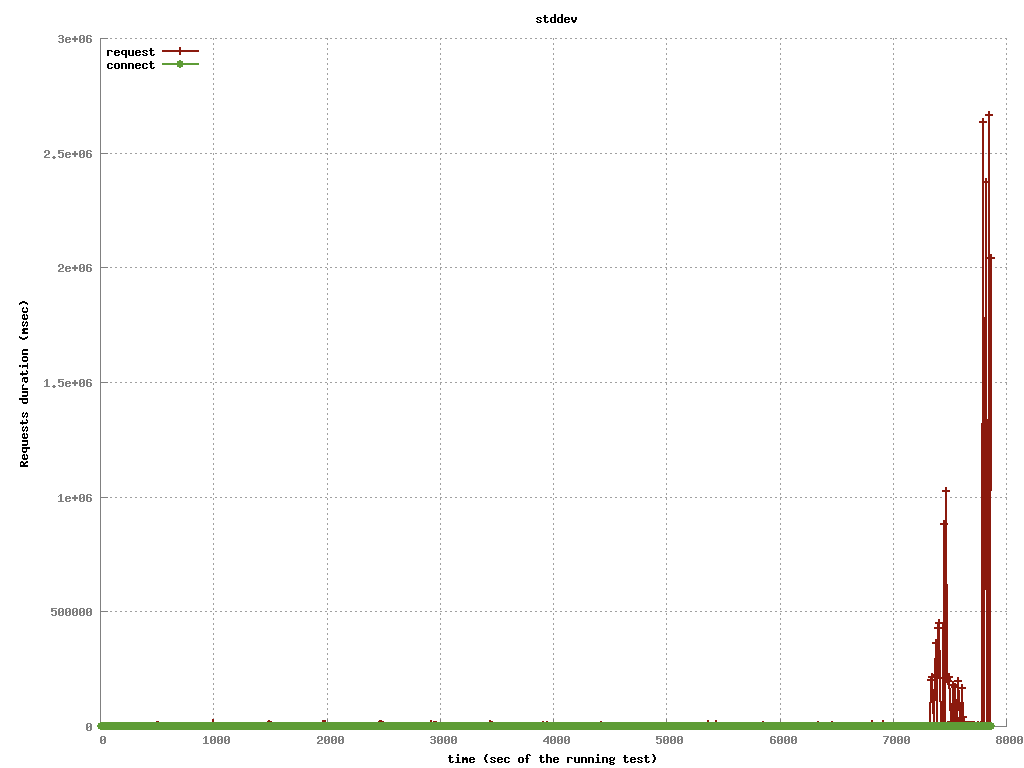 stddev
3e+06
request
connect
2.5e+06
2e+06
1.5e+06
1e+06
500000
0
Requests duration (msec)
0 1000 2000 3000 4000 5000 6000 7000 8000
time (sec of the running test)